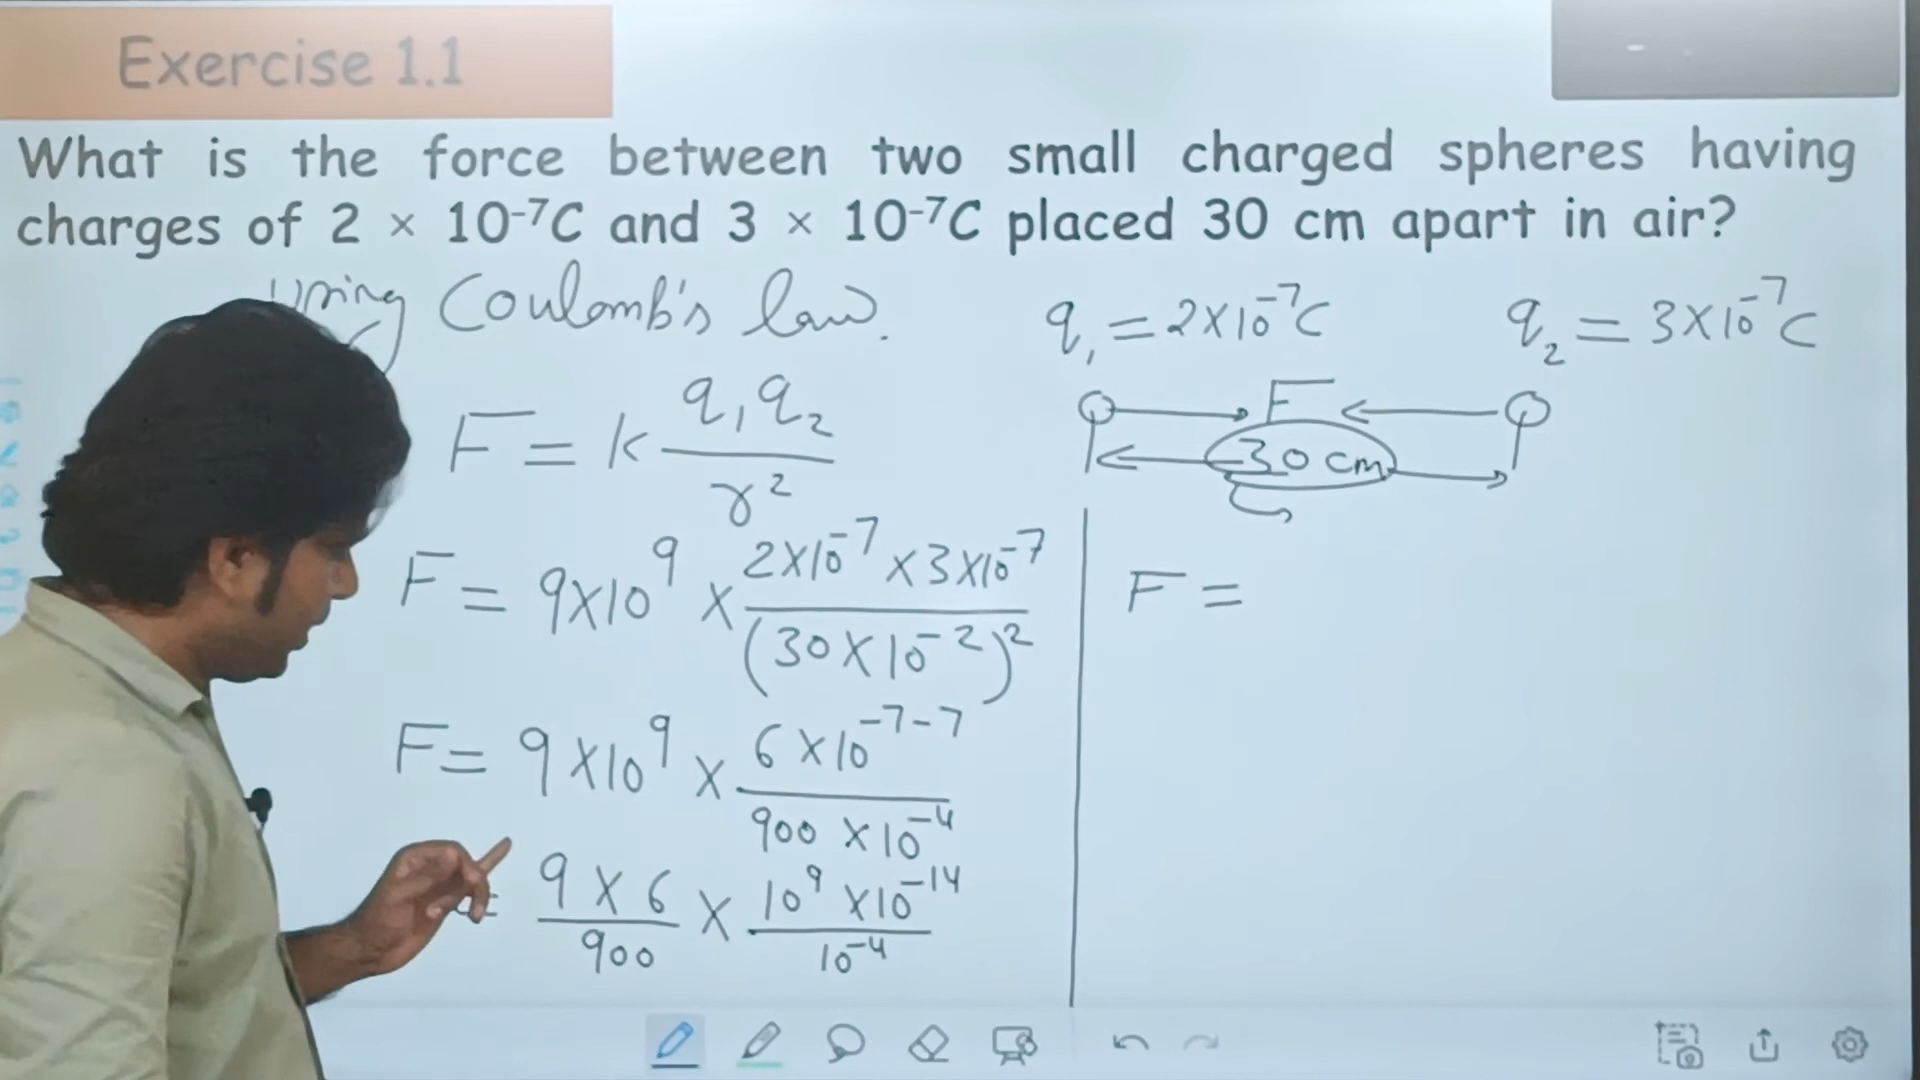 Exercise 1.1
What is the force between two small charged spheres having
charges of 2 × 10⁻⁷C and 3 × 10⁻⁷C placed 30 cm apart in air?
Using Coulomb's law.
q₁ = 2×10⁻⁷C
q₂ = 3×10⁻⁷C
F
30 cm
F = k q₁q₂ / r²
F = 9×10⁹ × 2×10⁻⁷ × 3×10⁻⁷ / (30×10⁻²)²
F = 9×10⁹ × 6×10⁻⁷⁻⁷ / 900×10⁻⁴
= 9×6 / 900 × 10⁹×10⁻¹⁴ / 10⁻⁴
F =